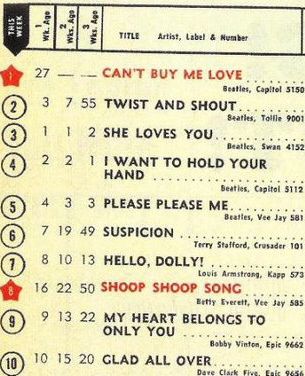 THIS WEEK 1 Wk. Ago 2 Wks. Ago 3 Wks. Ago TITLE Artist, Label & Number
1 27 — — CAN'T BUY ME LOVE
Beatles, Capitol 5150
2 3 7 55 TWIST AND SHOUT
Beatles, Tollie 9001
3 1 1 2 SHE LOVES YOU
Beatles, Swan 4152
4 2 2 1 I WANT TO HOLD YOUR
HAND
Beatles, Capitol 5112
5 4 3 3 PLEASE PLEASE ME
Beatles, Vee Jay 581
6 7 19 49 SUSPICION
Terry Stafford, Crusader 101
7 8 10 13 HELLO, DOLLY!
Louis Armstrong, Kapp 573
8 16 22 50 SHOOP SHOOP SONG
Betty Everett, Vee Jay 585
9 9 13 22 MY HEART BELONGS TO
ONLY YOU
Bobby Vinton, Epic 9662
10 10 15 20 GLAD ALL OVER
Dave Clark Five, Epic 9656